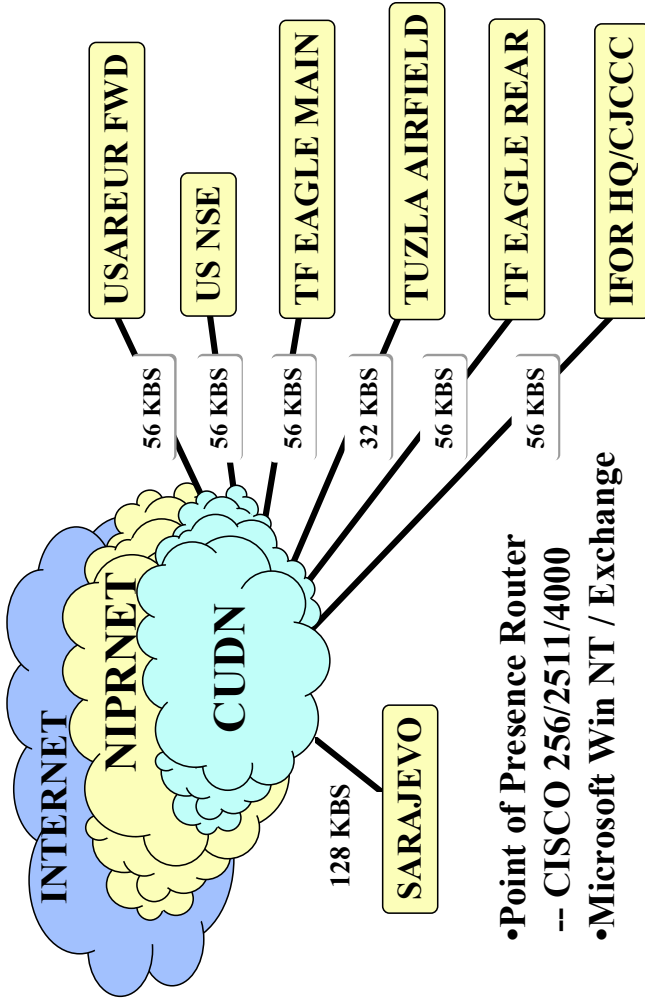 INTERNET
NIPRNET
CUDN
USAREUR FWD
56 KBS
US NSE
56 KBS
TF EAGLE MAIN
56 KBS
TUZLA AIRFIELD
32 KBS
TF EAGLE REAR
56 KBS
IFOR HQ/CJCCC
56 KBS
128 KBS
SARAJEVO
•Point of Presence Router
-- CISCO 256/2511/4000
•Microsoft Win NT / Exchange